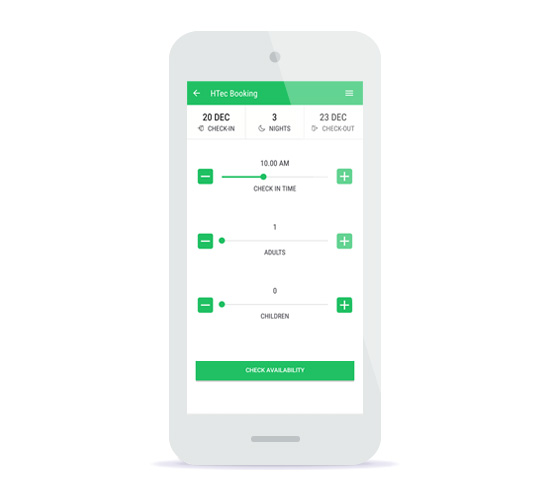 HTec Booking
20 DEC 3 23 DEC
CHECK-IN NIGHTS CHECK-OUT
10.00 AM
CHECK IN TIME
1
ADULTS
0
CHILDREN
CHECK AVAILABILITY